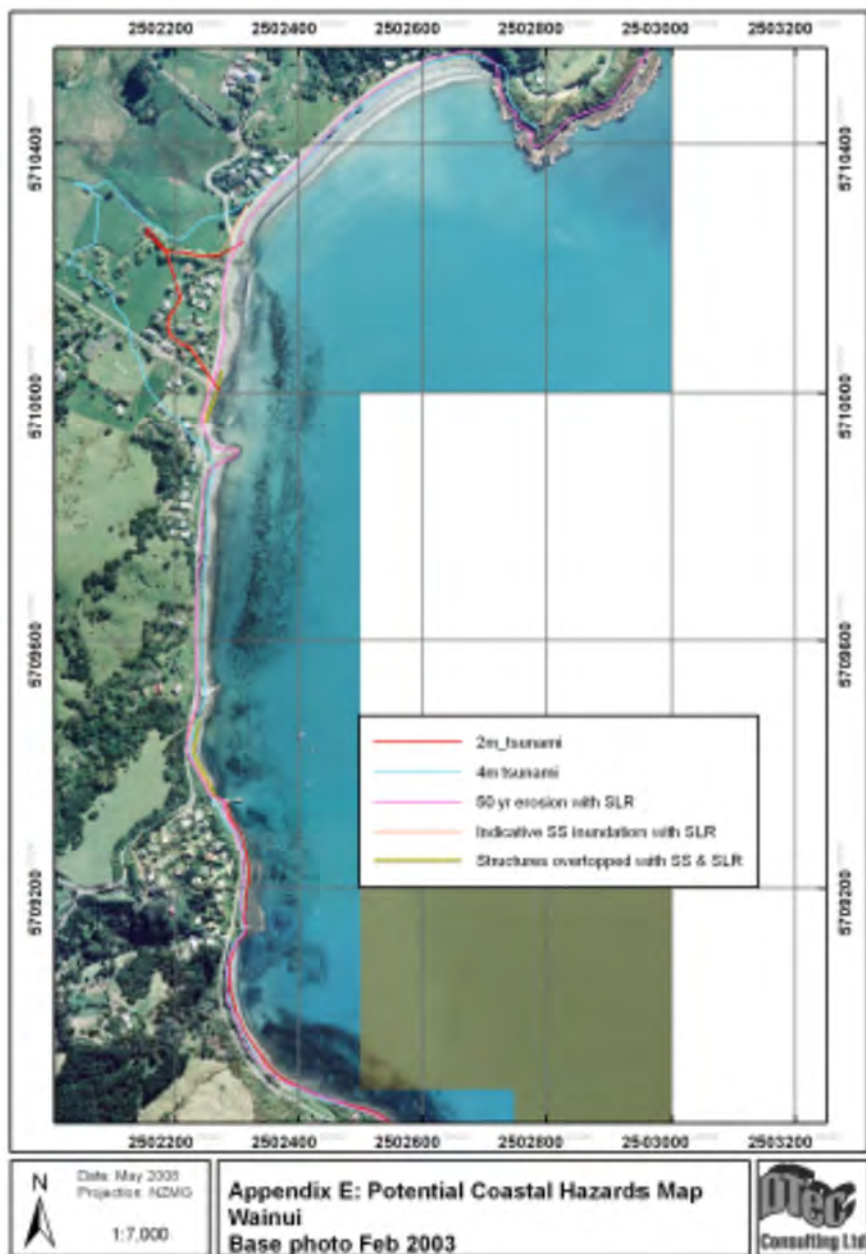 2502200 2502400 2502600 2502800 2503000 2503200
5710400 5710400
5710000 5710000
5709600 5709600
5709200 5709200
2m_tsunami
4m tsunami
50 yr erosion with SLR
Indicative SS inundation with SLR
Structures overtopped with SS & SLR
2502200 2502400 2502600 2502800 2503000 2503200
N
Date: May 2008
Projection: NZMG
1:7,000
Appendix E: Potential Coastal Hazards Map
Wainui
Base photo Feb 2003
DTec
Consulting Ltd